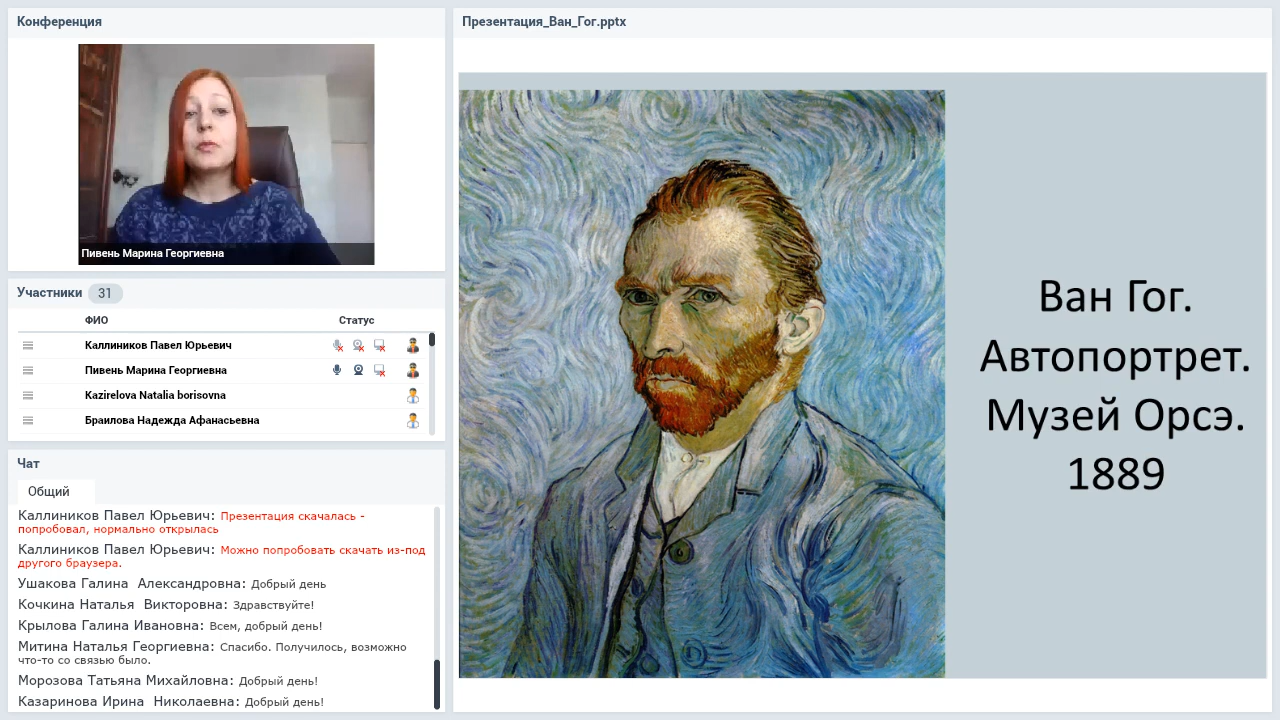 Конференция
Пивень Марина Георгиевна
Участники 31
ФИО Статус
Каллиников Павел Юрьевич
Пивень Марина Георгиевна
Kazirelova Natalia borisovna
Браилова Надежда Афанасьевна
Чат
Общий
Каллиников Павел Юрьевич: Презентация скачалась -
попробовал, нормально открылась
Каллиников Павел Юрьевич: Можно попробовать скачать из-под
другого браузера.
Ушакова Галина Александровна: Добрый день
Кочкина Наталья Викторовна: Здравствуйте!
Крылова Галина Ивановна: Всем, добрый день!
Митина Наталья Георгиевна: Спасибо. Получилось, возможно
что-то со связью было.
Морозова Татьяна Михайловна: Добрый день!
Казаринова Ирина Николаевна: Добрый день!
Презентация_Ван_Гог.pptx
Ван Гог.
Автопортрет.
Музей Орсэ.
1889